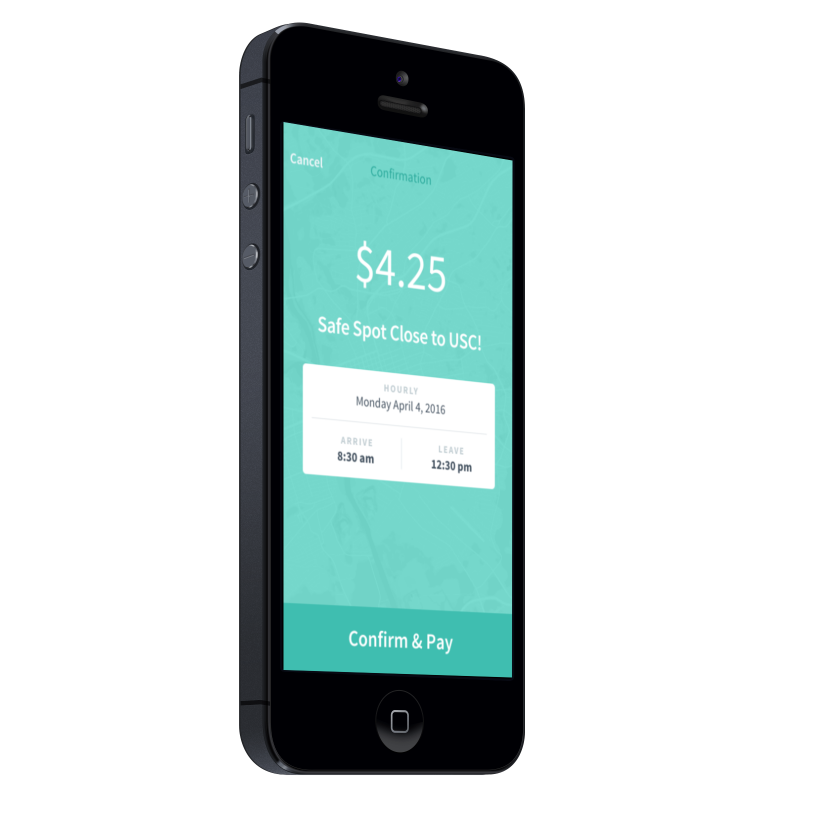 Cancel
Confirmation
$4.25
Safe Spot Close to USC!
HOURLY
Monday April 4, 2016
ARRIVE
LEAVE
8:30 am
12:30 pm
Confirm & Pay